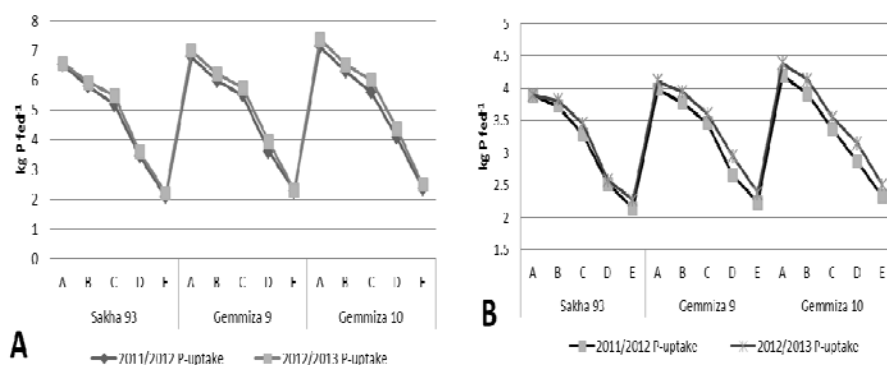 8
7
6
5
4
3
2
1
0
kg P fed⁻¹
A B C D E A B C D E A B C D E
Sakha 93 Gemmiza 9 Gemmiza 10
A
2011/2012 P-uptake 2012/2013 P-uptake
5
4.5
4
3.5
3
2.5
2
1.5
kg P fed⁻¹
A B C D E A B C D E A B C D E
Sakha 93 Gemmiza 9 Gemmiza 10
B
2011/2012 P-uptake 2012/2013 P-uptake